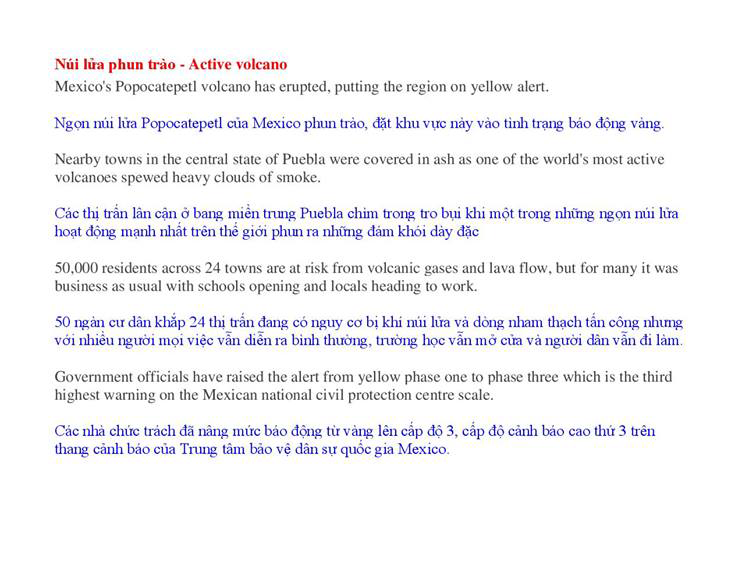 Núi lửa phun trào - Active volcano
Mexico's Popocatepetl volcano has erupted, putting the region on yellow alert.
Ngọn núi lửa Popocatepetl của Mexico phun trào, đặt khu vực này vào tình trạng báo động vàng.
Nearby towns in the central state of Puebla were covered in ash as one of the world's most active
volcanoes spewed heavy clouds of smoke.
Các thị trấn lân cận ở bang miền trung Puebla chìm trong tro bụi khi một trong những ngọn núi lửa
hoạt động mạnh nhất trên thế giới phun ra những đám khói dày đặc
50,000 residents across 24 towns are at risk from volcanic gases and lava flow, but for many it was
business as usual with schools opening and locals heading to work.
50 ngàn cư dân khắp 24 thị trấn đang có nguy cơ bị khí núi lửa và dòng nham thạch tấn công nhưng
với nhiều người mọi việc vẫn diễn ra bình thường, trường học vẫn mở cửa và người dân vẫn đi làm.
Government officials have raised the alert from yellow phase one to phase three which is the third
highest warning on the Mexican national civil protection centre scale.
Các nhà chức trách đã nâng mức báo động từ vàng lên cấp độ 3, cấp độ cảnh báo cao thứ 3 trên
thang cảnh báo của Trung tâm bảo vệ dân sự quốc gia Mexico.